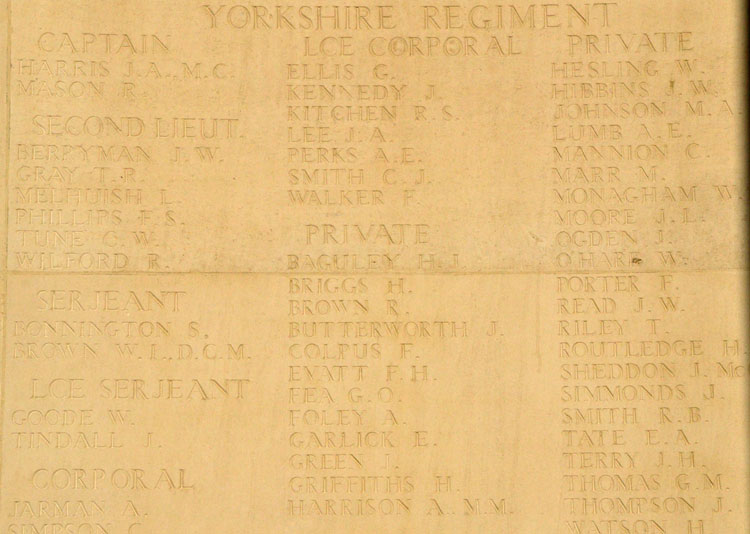 YORKSHIRE REGIMENT
CAPTAIN
HARRIS J.A., M.C.
MASON R.
SECOND LIEUT.
BERRYMAN J.W.
GRAY T.R.
MELHUISH L.
PHILLIPS F.S.
TUNE C.W.
WILFORD R.
SERJEANT
BONNINGTON S.
BROWN W.I., D.C.M.
LCE SERJEANT
GOODE W.
TINDALL J.
CORPORAL
JARMAN A.
SIMPSON
LCE CORPORAL
ELLIS G.
KENNEDY J.
KITCHEN R.S.
LEE J.A.
PERKS A.E.
SMITH C.J.
WALKER F.
PRIVATE
BAGULEY H.J.
BRIGGS H.
BROWN R.
BUTTERWORTH J.
COLPUS F.
EVATT F.H.
FEA G.O.
FOLEY A.
GARLICK E.
GREEN J.
GRIFFITHS H.
HARRISON A. M.M.
PRIVATE
HESLING W.
HIBBINS J.W.
JOHNSON M.A.
LUMB A.E.
MANNION C.
MARR M.
MONAGHAM W.
MOORE J.L.
OGDEN J.
O'HARA W.
PORTER F.
READ J.W.
RILEY T.
ROUTLEDGE H.
SHEDDON J. Mc
SIMMONDS J.
SMITH R.B.
TATE E.A.
TERRY J.H.
THOMAS G.M.
THOMPSON J.
WATSON H.